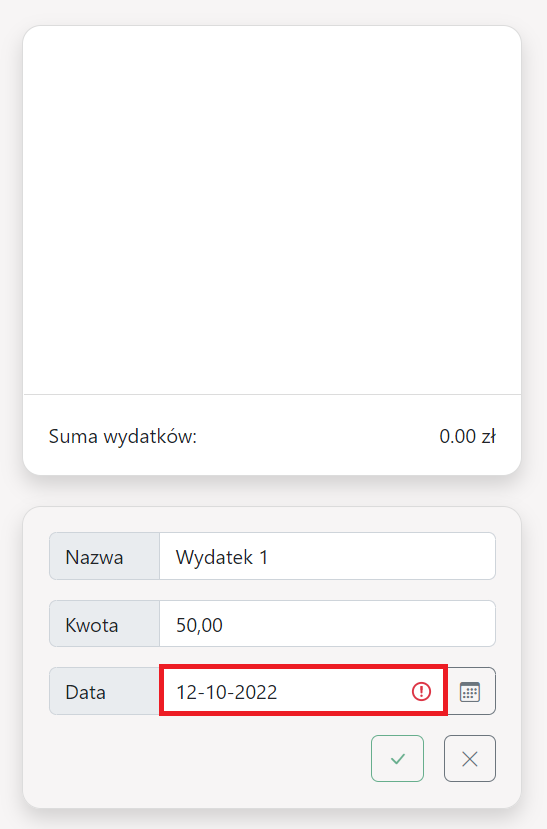 Suma wydatków: 0.00 zł
Nazwa Wydatek 1
Kwota 50,00
Data 12-10-2022